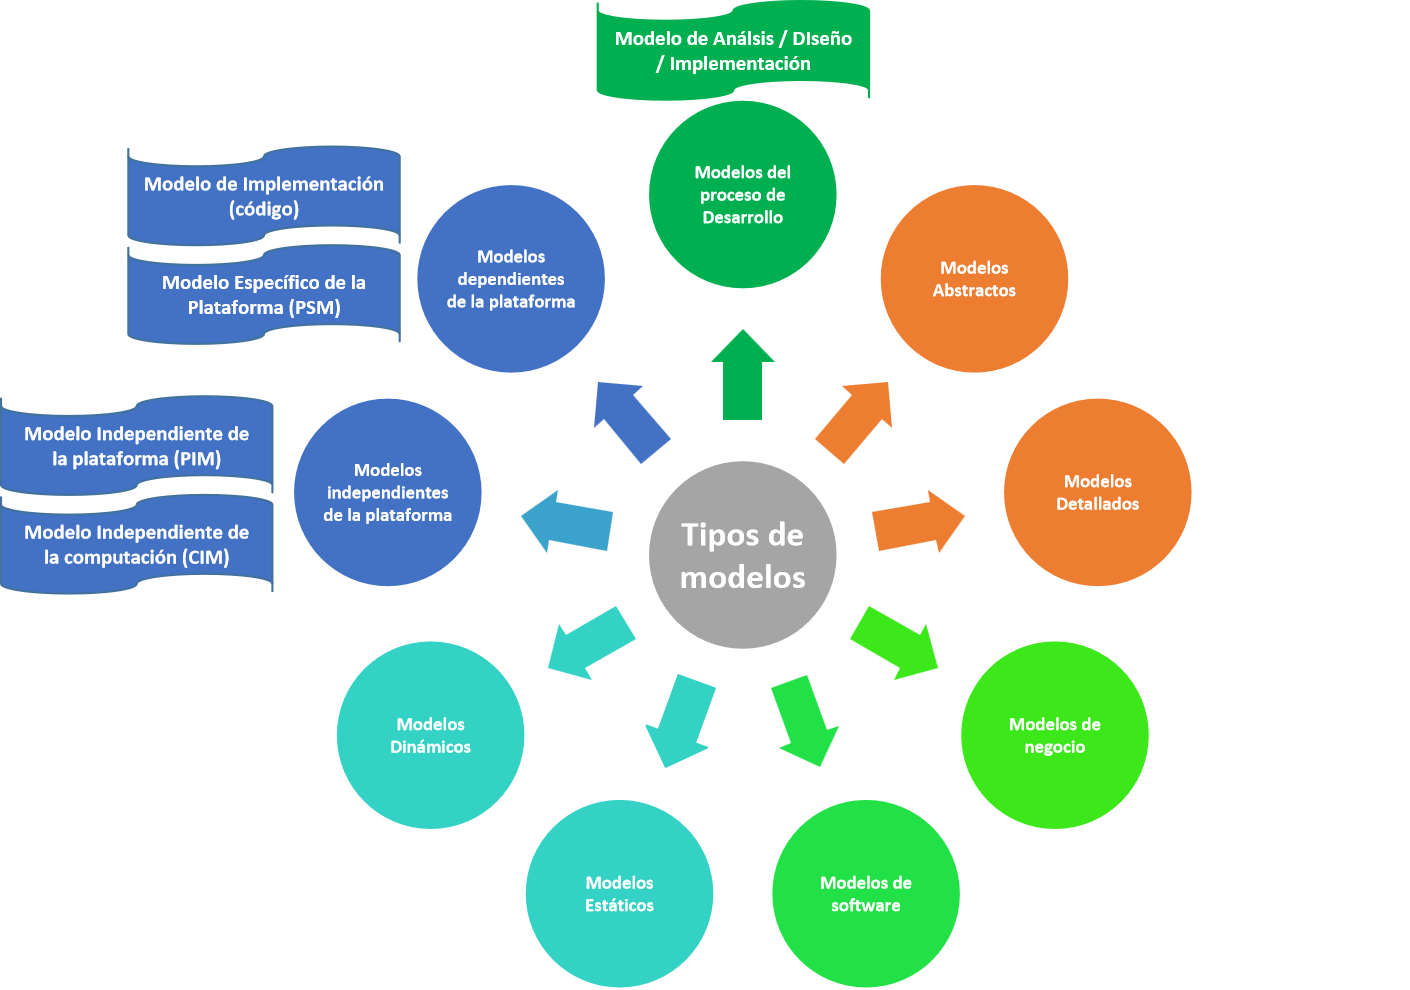 Modelo de Análsis / DIseño
/ Implementación
Modelos del
proceso de
Desarrollo
Modelo de Implementación
(código)
Modelo Específico de la
Plataforma (PSM)
Modelos
dependientes
de la plataforma
Modelos
Abstractos
Modelo Independiente de
la plataforma (PIM)
Modelo Independiente de
la computación (CIM)
Modelos
independientes
de la plataforma
Modelos
Detallados
Tipos de
modelos
Modelos
Dinámicos
Modelos de
negocio
Modelos
Estáticos
Modelos de
software